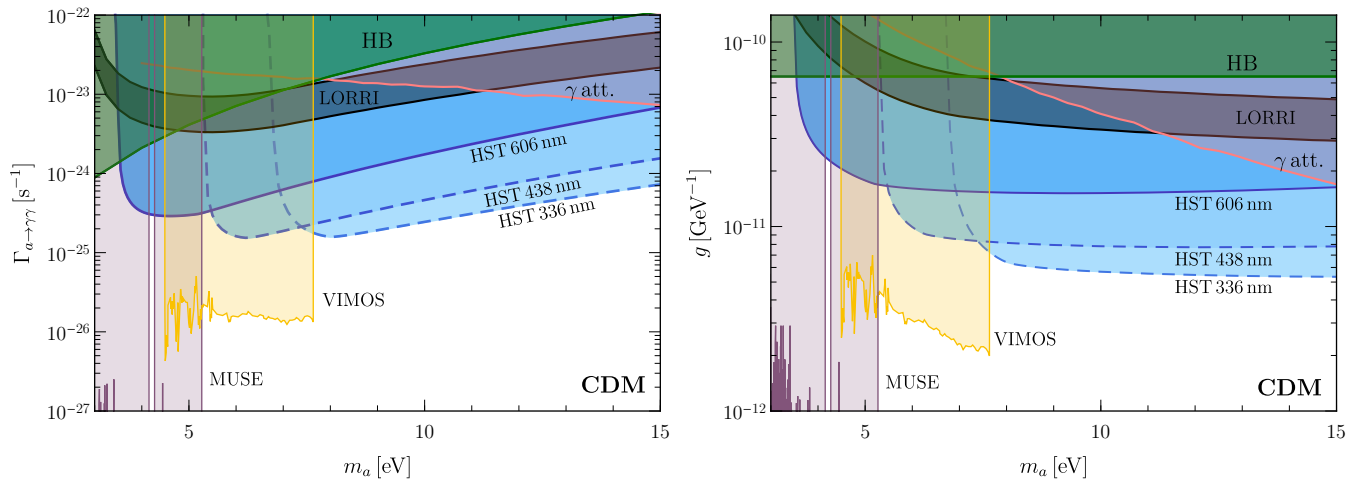 10⁻²²
10⁻²³
10⁻²⁴
10⁻²⁵
10⁻²⁶
10⁻²⁷
Γₐ→γγ [s⁻¹]
HB
LORRI
γ att.
HST 606 nm
HST 438 nm
HST 336 nm
VIMOS
MUSE
CDM
5
10
15
mₐ [eV]
10⁻¹⁰
10⁻¹¹
10⁻¹²
g [GeV⁻¹]
HB
LORRI
γ att.
HST 606 nm
HST 438 nm
HST 336 nm
VIMOS
MUSE
CDM
5
10
15
mₐ [eV]